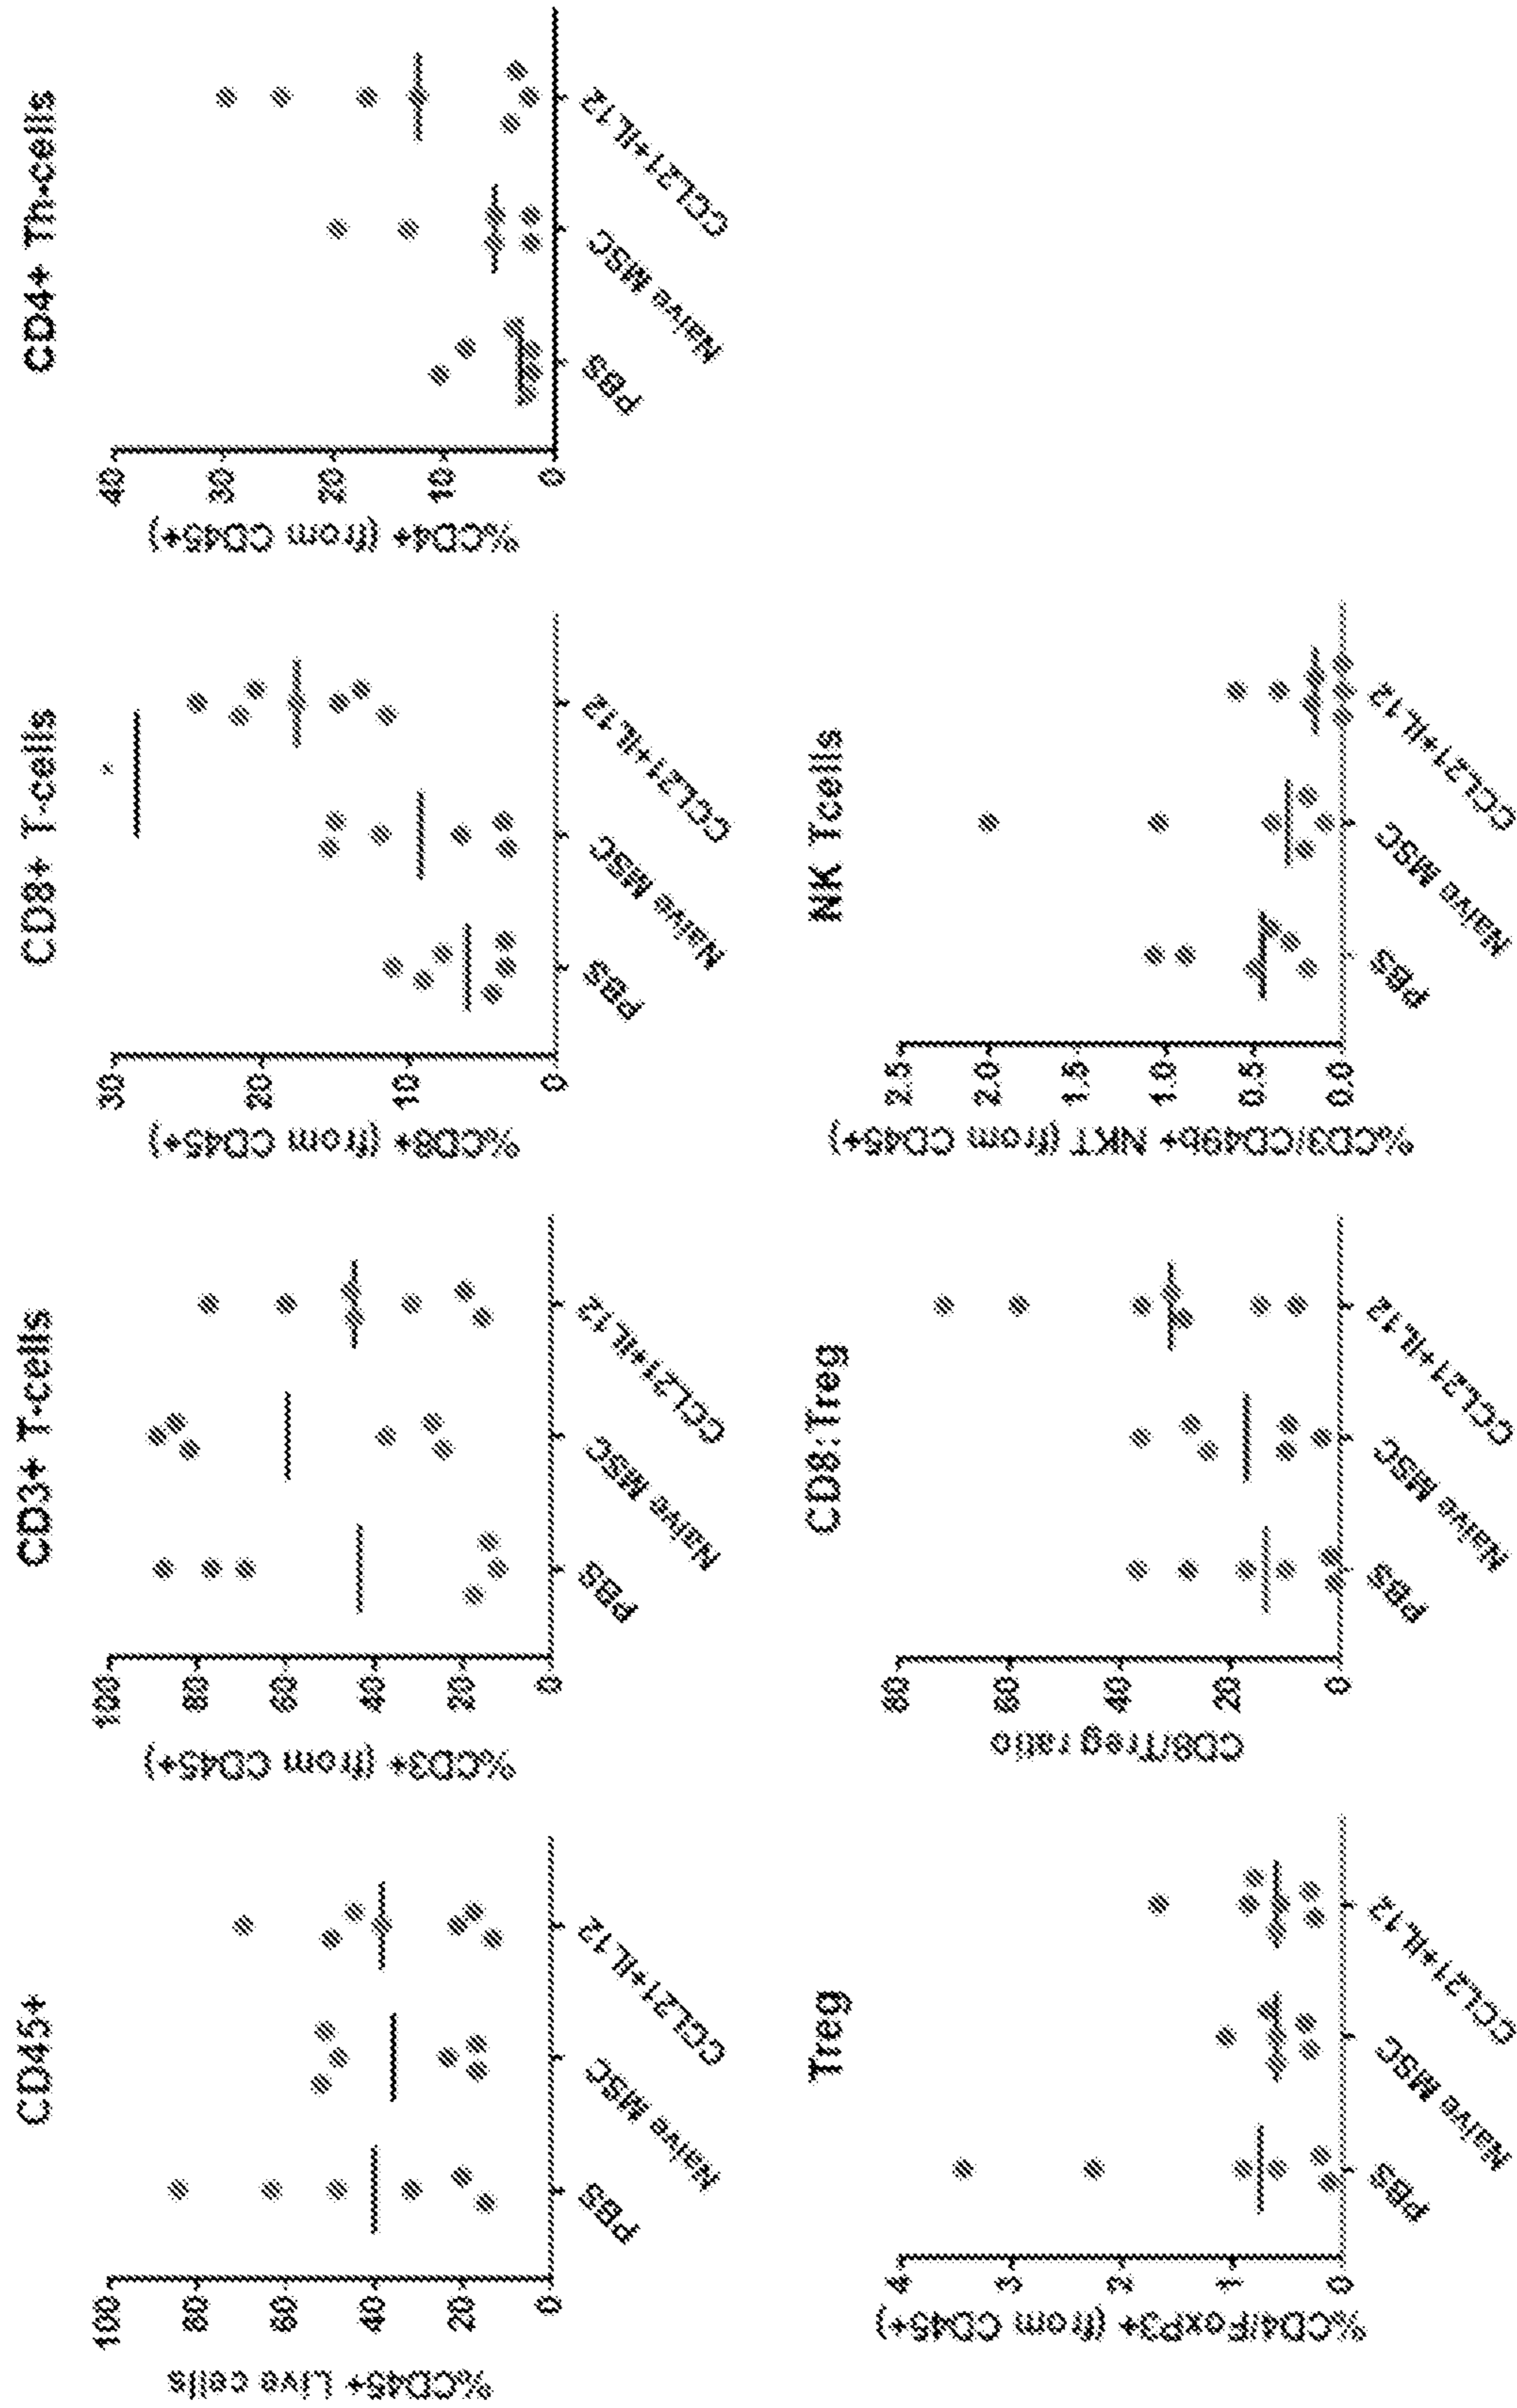 CD45+
%CD45+ Live cells
100
80
60
40
20
0
PBS
Naive MSC
CCL21+IL12
CD3+ T-cells
%CD3+ (from CD45+)
100
80
60
40
20
0
PBS
Naive MSC
CCL21+IL12
CD8+ T-cells
%CD8+ (from CD45+)
30
20
10
0
*
PBS
Naive MSC
CCL21+IL12
CD4+ Th-cells
%CD4+ (from CD45+)
40
30
20
10
0
PBS
Naive MSC
CCL21+IL12
Treg
%CD4/FoxP3+ (from CD45+)
4
3
2
1
0
PBS
Naive MSC
CCL21+IL12
CD8:Treg
CD8/Treg ratio
80
60
40
20
0
PBS
Naive MSC
CCL21+IL12
NK Tcells
%CD3/CD49b+ NKT (from CD45+)
2.5
2.0
1.5
1.0
0.5
0.0
PBS
Naive MSC
CCL21+IL12